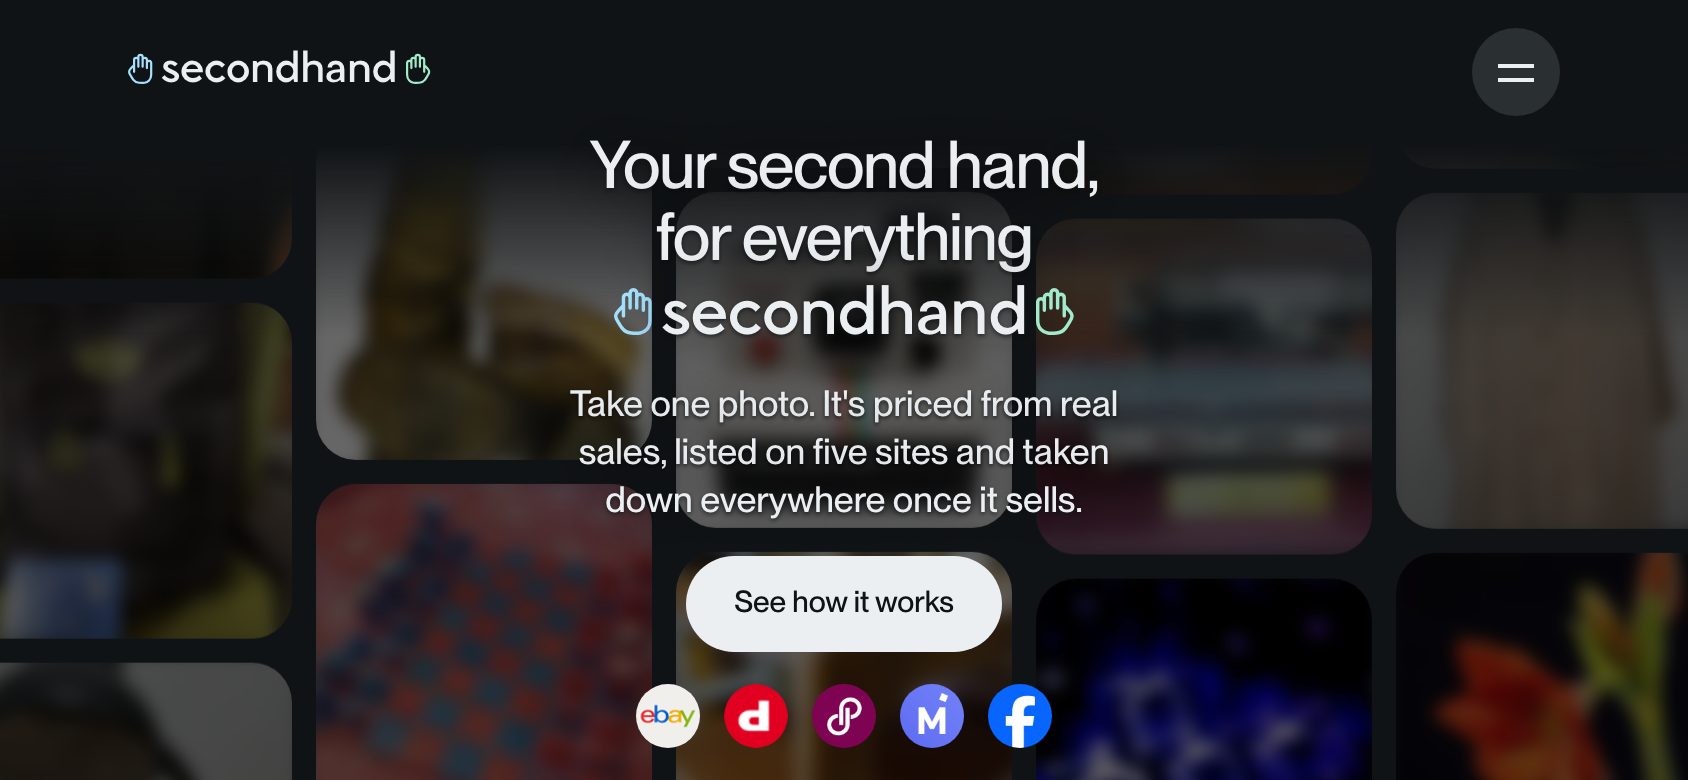 secondhand
Your second hand,
for everything
secondhand
Take one photo. It's priced from real
sales, listed on five sites and taken
down everywhere once it sells.
See how it works
ebay d P M f